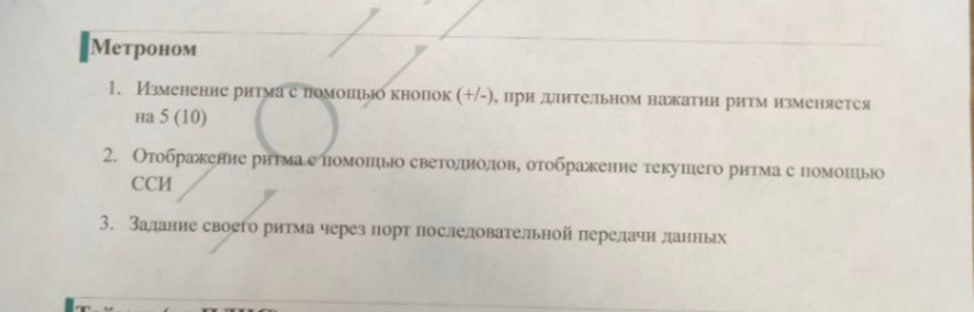 Метроном
1. Изменение ритма с помощью кнопок (+/-), при длительном нажатии ритм изменяется
на 5 (10)
2. Отображение ритма с помощью светодиодов, отображение текущего ритма с помощью
ССИ
3. Задание своего ритма через порт последовательной передачи данных